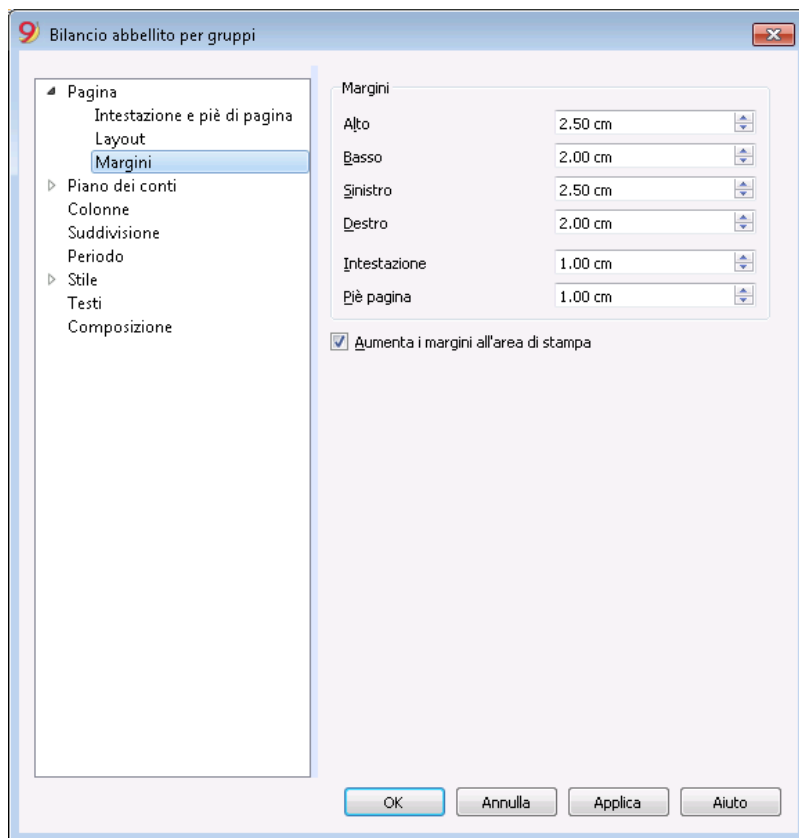 9 Bilancio abbellito per gruppi
Pagina
Intestazione e piè di pagina
Layout
Margini
Piano dei conti
Colonne
Suddivisione
Periodo
Stile
Testi
Composizione
Margini
Alto 2.50 cm
Basso 2.00 cm
Sinistro 2.50 cm
Destro 2.00 cm
Intestazione 1.00 cm
Piè pagina 1.00 cm
Aumenta i margini all'area di stampa
OK Annulla Applica Aiuto